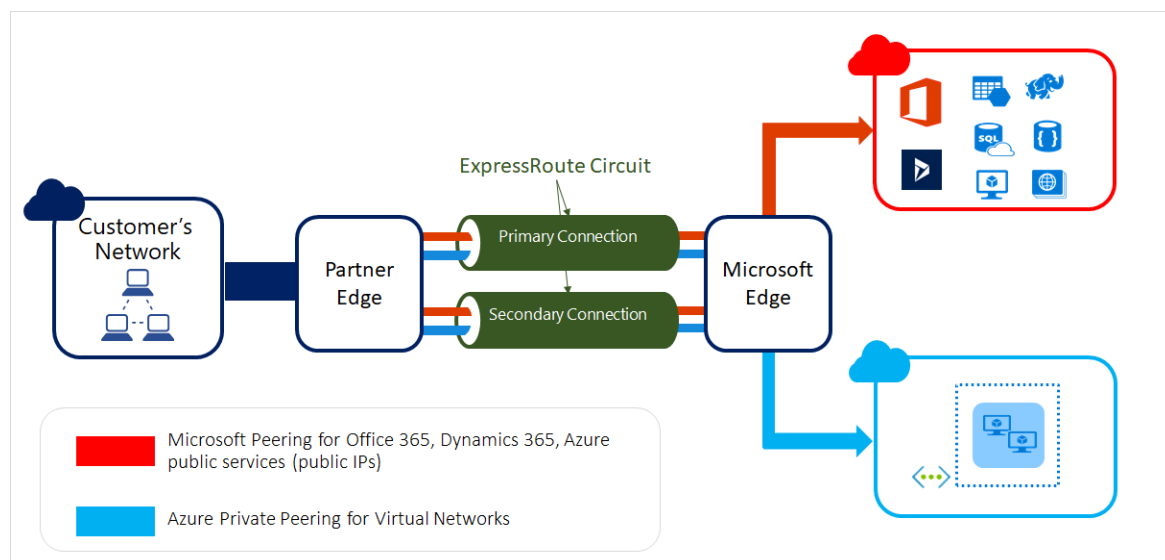 ExpressRoute Circuit
Customer's
Network
Partner
Edge
Primary Connection
Secondary Connection
Microsoft
Edge
SQL
Microsoft Peering for Office 365, Dynamics 365, Azure
public services (public IPs)
Azure Private Peering for Virtual Networks